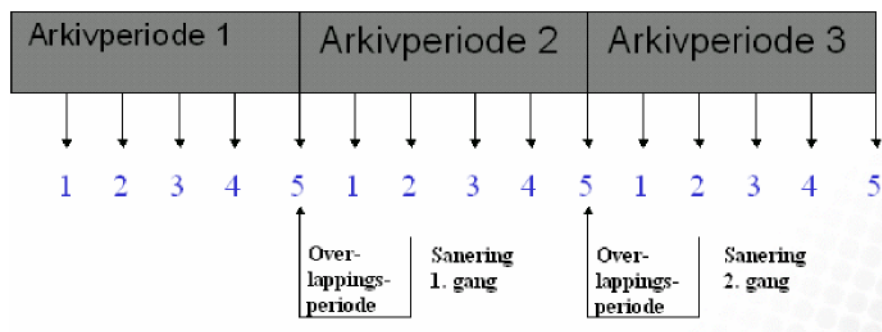 Arkivperiode 1 Arkivperiode 2 Arkivperiode 3
1 2 3 4 5 1 2 3 4 5 1 2 3 4 5
Over-
lappings-
periode
Sanering
1. gang
Over-
lappings-
periode
Sanering
2. gang